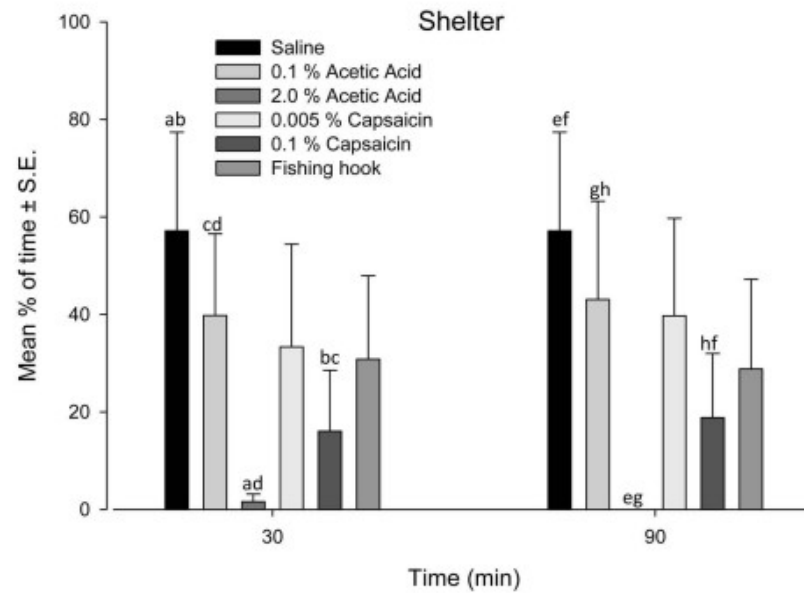 Shelter
100
80
60
40
20
0
Mean % of time ± S.E.
Saline
0.1 % Acetic Acid
2.0 % Acetic Acid
0.005 % Capsaicin
0.1 % Capsaicin
Fishing hook
ab
cd
ad
bc
ef
gh
eg
hf
30 90
Time (min)